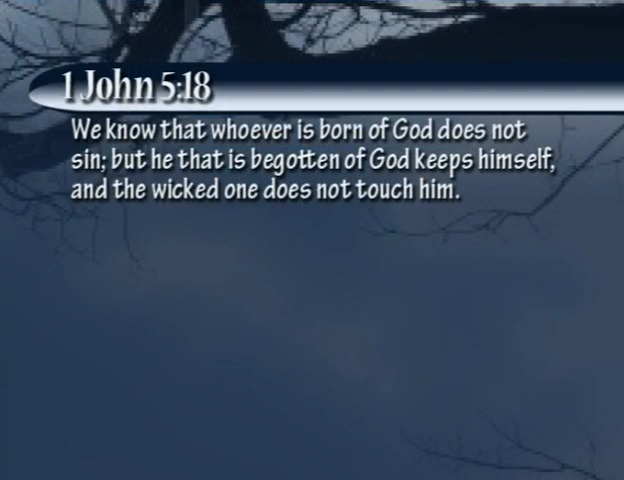 1 John 5:18
We know that whoever is born of God does not
sin; but he that is begotten of God keeps himself,
and the wicked one does not touch him.